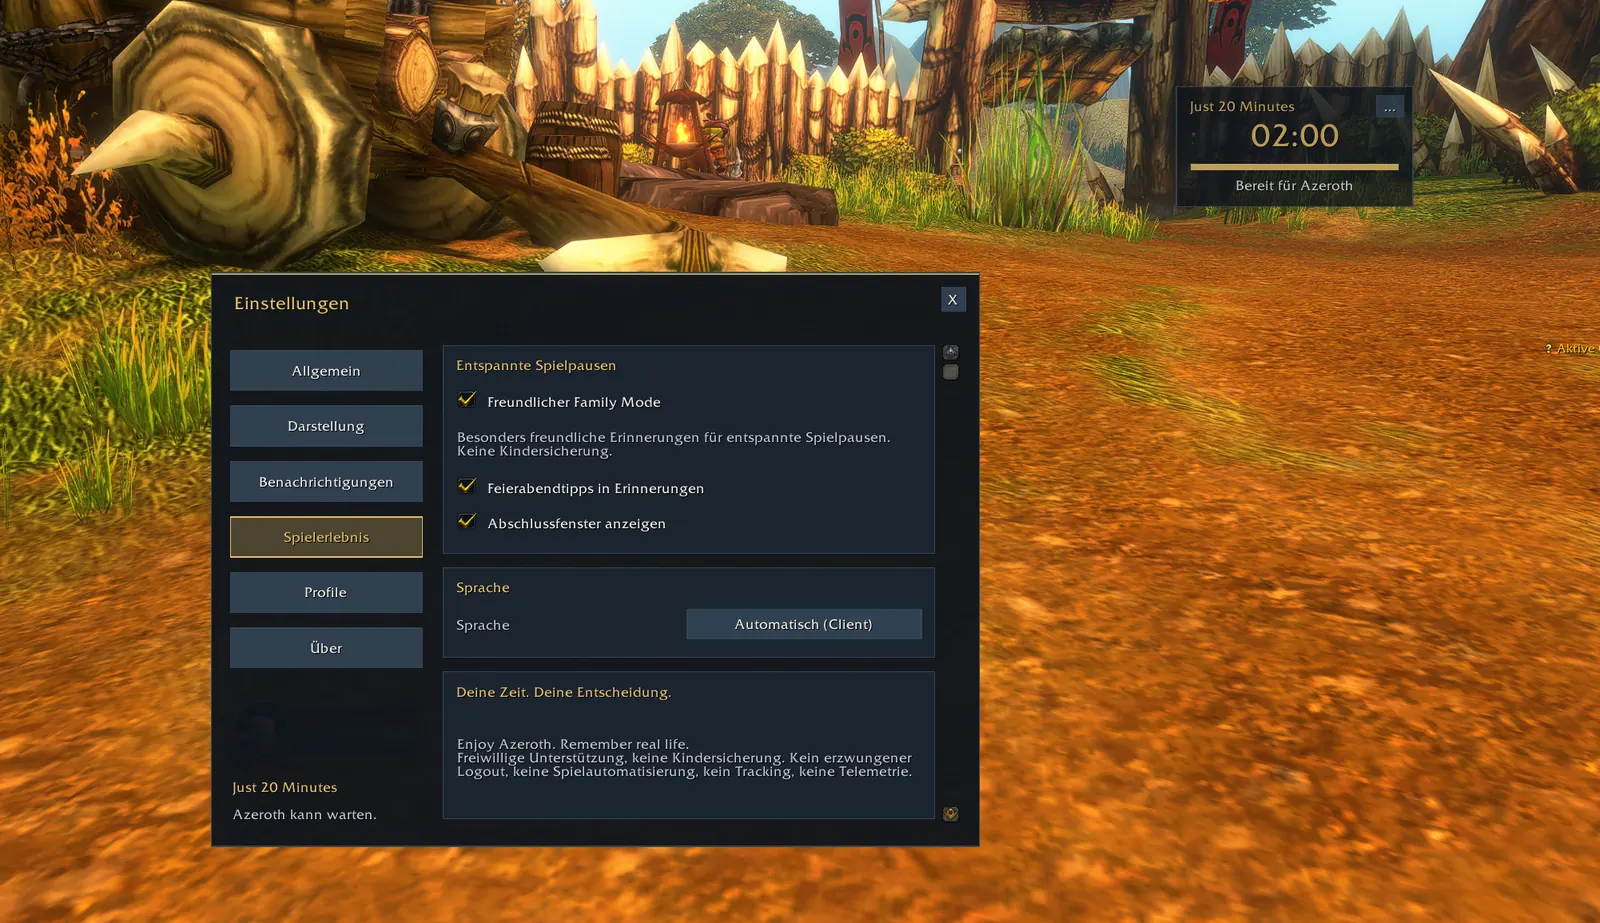 Just 20 Minutes
...
02:00
Bereit für Azeroth
? Aktive
Einstellungen
X
Allgemein
Darstellung
Benachrichtigungen
Spielerlebnis
Profile
Über
Just 20 Minutes
Azeroth kann warten.
Entspannte Spielpausen
Freundlicher Family Mode
Besonders freundliche Erinnerungen für entspannte Spielpausen.
Keine Kindersicherung.
Feierabendtipps in Erinnerungen
Abschlussfenster anzeigen
Sprache
Sprache
Automatisch (Client)
Deine Zeit. Deine Entscheidung.
Enjoy Azeroth. Remember real life.
Freiwillige Unterstützung, keine Kindersicherung. Kein erzwungener
Logout, keine Spielautomatisierung, kein Tracking, keine Telemetrie.